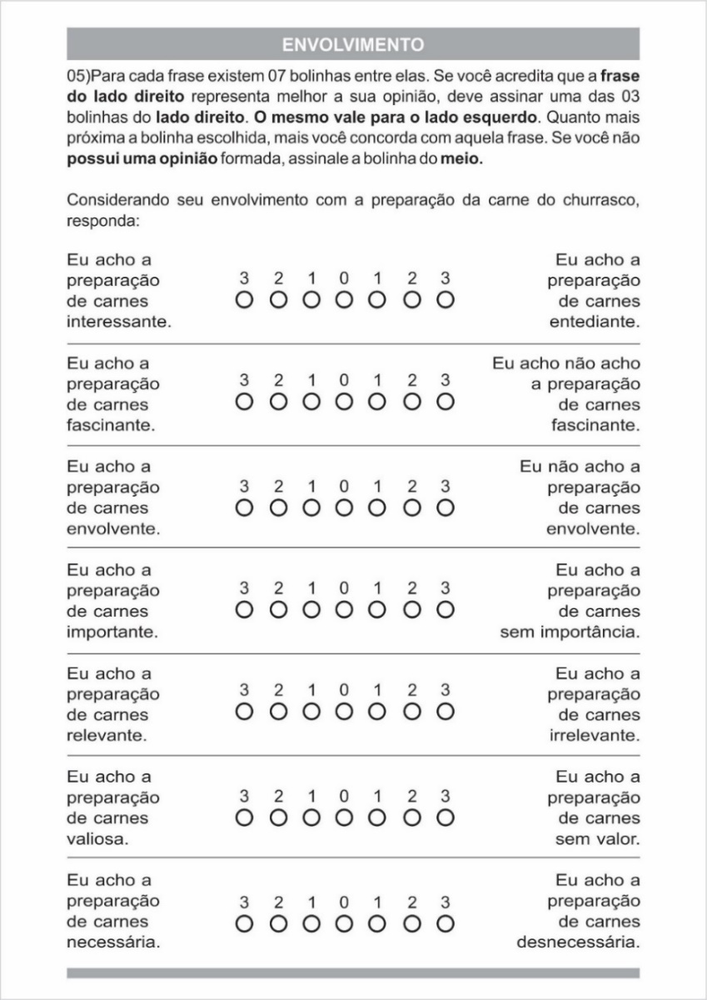 ENVOLVIMENTO
05)Para cada frase existem 07 bolinhas entre elas. Se você acredita que a frase
do lado direito representa melhor a sua opinião, deve assinar uma das 03
bolinhas do lado direito. O mesmo vale para o lado esquerdo. Quanto mais
próxima a bolinha escolhida, mais você concorda com aquela frase. Se você não
possui uma opinião formada, assinale a bolinha do meio.
Considerando seu envolvimento com a preparação da carne do churrasco,
responda:
Eu acho a
preparação
de carnes
interessante.
3 2 1 0 1 2 3
Eu acho a
preparação
de carnes
entediante.
Eu acho a
preparação
de carnes
fascinante.
3 2 1 0 1 2 3
Eu acho não acho
a preparação
de carnes
fascinante.
Eu acho a
preparação
de carnes
envolvente.
3 2 1 0 1 2 3
Eu não acho a
preparação
de carnes
envolvente.
Eu acho a
preparação
de carnes
importante.
3 2 1 0 1 2 3
Eu acho a
preparação
de carnes
sem importância.
Eu acho a
preparação
de carnes
relevante.
3 2 1 0 1 2 3
Eu acho a
preparação
de carnes
irrelevante.
Eu acho a
preparação
de carnes
valiosa.
3 2 1 0 1 2 3
Eu acho a
preparação
de carnes
sem valor.
Eu acho a
preparação
de carnes
necessária.
3 2 1 0 1 2 3
Eu acho a
preparação
de carnes
desnecessária.